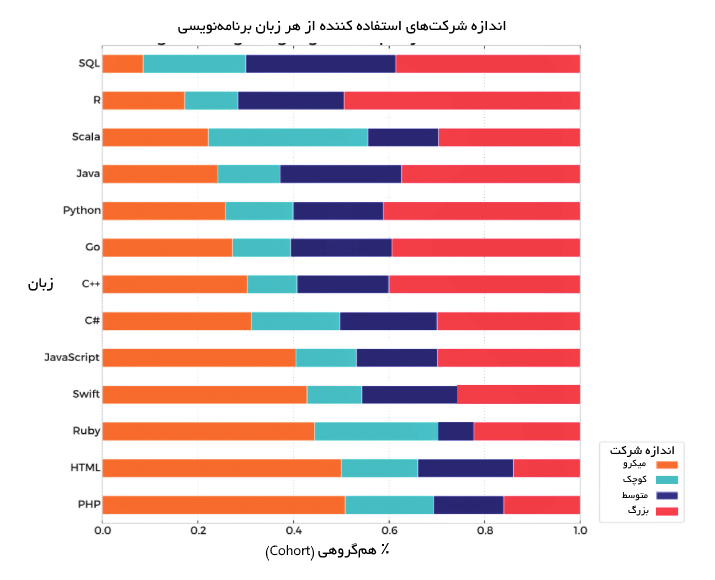 اندازه شرکت‌های استفاده کننده از هر زبان برنامه‌نویسی
SQL
R
Scala
Java
Python
Go
زبان
C++
C#
JavaScript
Swift
Ruby
HTML
PHP
0.0 0.2 0.4 0.6 0.8 1.0
٪ هم‌گروهی (Cohort)
اندازه شرکت
میکرو
کوچک
متوسط
بزرگ